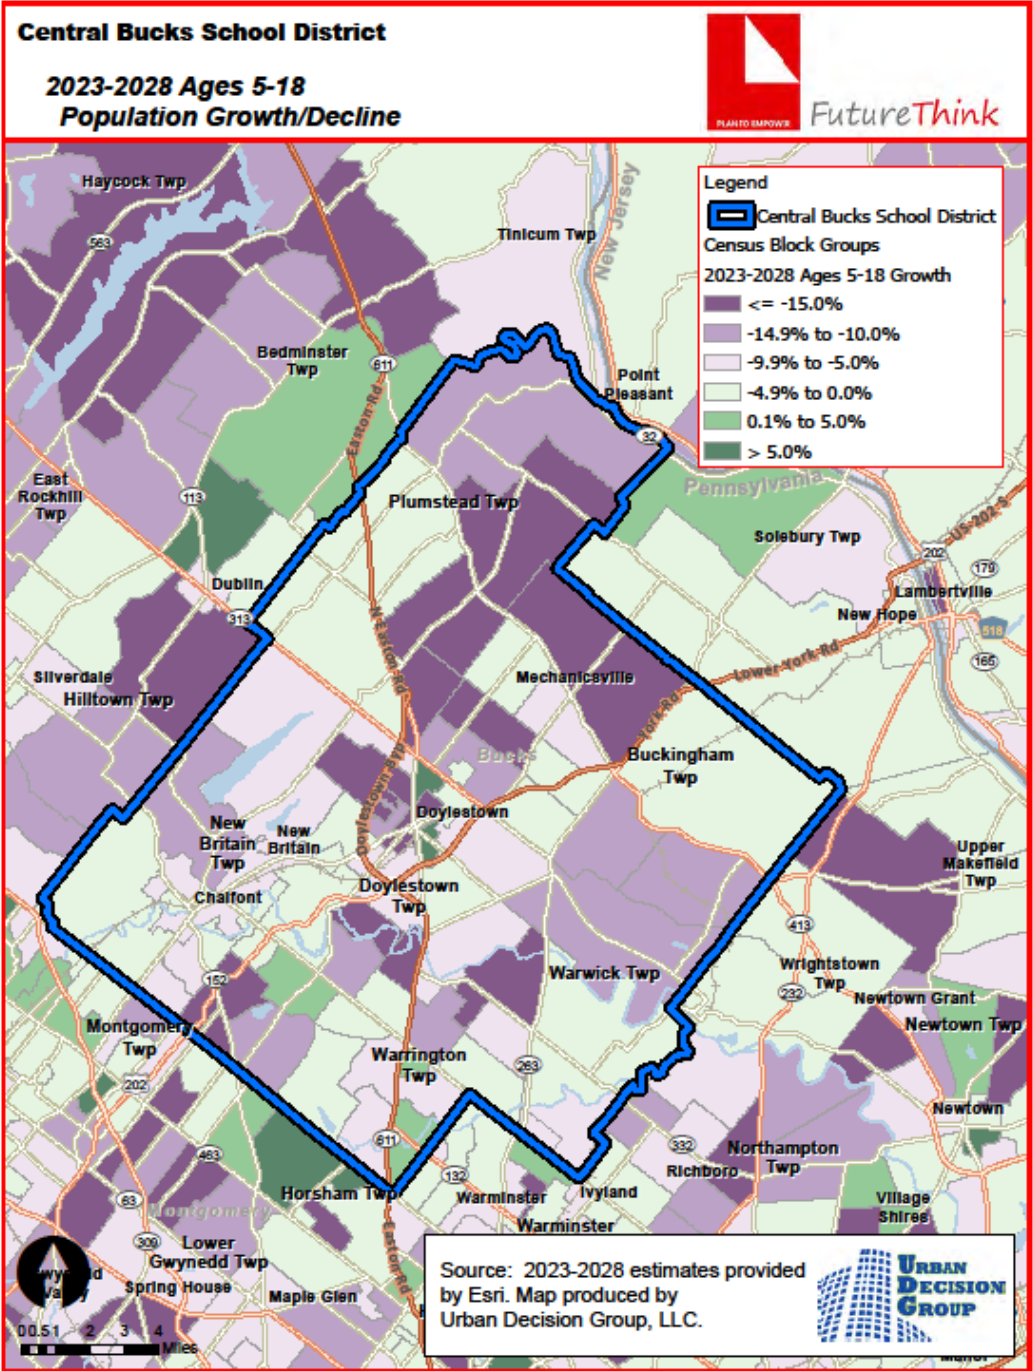 Central Bucks School District
2023-2028 Ages 5-18
Population Growth/Decline
PLAN TO EMPOWER
FutureThink
Legend
Central Bucks School District
Census Block Groups
2023-2028 Ages 5-18 Growth
<= -15.0%
-14.9% to -10.0%
-9.9% to -5.0%
-4.9% to 0.0%
0.1% to 5.0%
> 5.0%
Haycock Twp
563
Tinicum Twp
New Jersey
Bedminster
Twp
611
Easton Rd
Point
Pleasant
32
East
Rockhill
Twp
113
Plumstead Twp
Pennsylvania
Solebury Twp
US-202 S
202
179
Lambertville
New Hope
518
165
Dublin
313
N Easton Rd
Lower York Rd
Silverdale
Hilltown Twp
Mechanicsville
York Rd
Bucks
Buckingham
Twp
Doylestown Byp
Doylestown
New
Britain
Twp
New
Britain
Upper
Makefield
Twp
Chalfont
Doylestown
Twp
413
152
Warwick Twp
Wrightstown
Twp
232
Newtown Grant
Newtown Twp
Montgomery
Twp
202
Warrington
Twp
263
Newtown
611
132
332
Richboro
Northampton
Twp
463
63
Horsham Twp
Warminster
Ivyland
Village
Shires
Montgomery
309
Lower
Gwynedd Twp
Easton Rd
Warminster
Spring House
Maple Glen
0 0.5 1 2 3 4
Miles
Source: 2023-2028 estimates provided
by Esri. Map produced by
Urban Decision Group, LLC.
URBAN
DECISION
GROUP